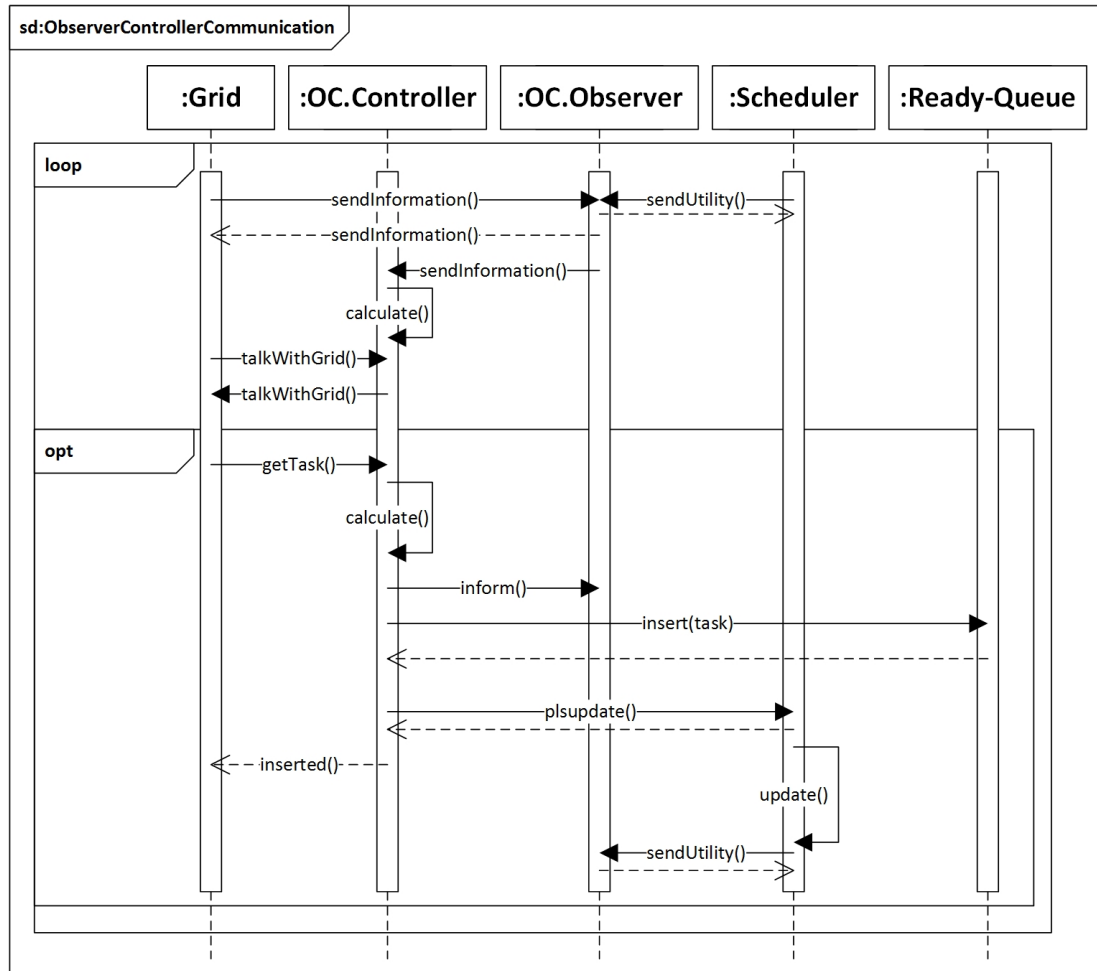 sd:ObserverControllerCommunication
:Grid
:OC.Controller
:OC.Observer
:Scheduler
:Ready-Queue
loop
sendInformation()
sendUtility()
sendInformation()
sendInformation()
calculate()
talkWithGrid()
talkWithGrid()
opt
getTask()
calculate()
inform()
insert(task)
plsupdate()
inserted()
update()
sendUtility()